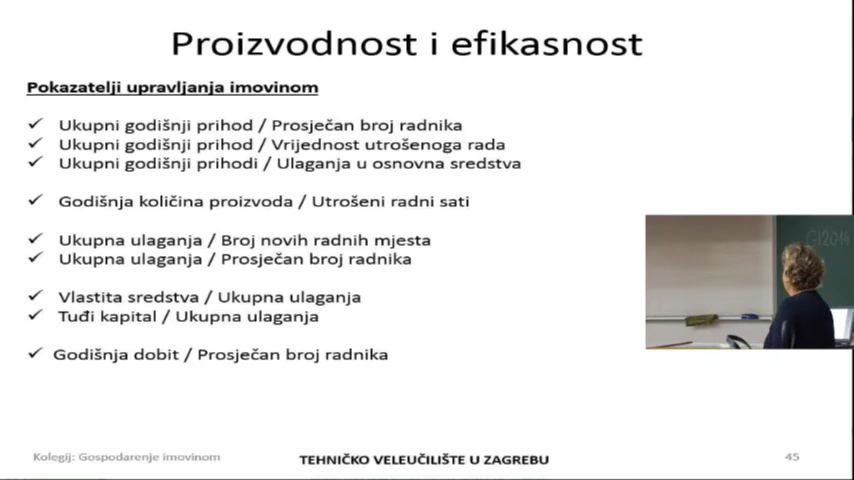 Proizvodnost i efikasnost
Pokazatelji upravljanja imovinom
✓ Ukupni godišnji prihod / Prosječan broj radnika
✓ Ukupni godišnji prihod / Vrijednost utrošenoga rada
✓ Ukupni godišnji prihodi / Ulaganja u osnovna sredstva
✓ Godišnja količina proizvoda / Utrošeni radni sati
✓ Ukupna ulaganja / Broj novih radnih mjesta
✓ Ukupna ulaganja / Prosječan broj radnika
✓ Vlastita sredstva / Ukupna ulaganja
✓ Tuđi kapital / Ukupna ulaganja
✓ Godišnja dobit / Prosječan broj radnika
GI2014
Kolegij: Gospodarenje imovinom
TEHNIČKO VELEUČILIŠTE U ZAGREBU
45